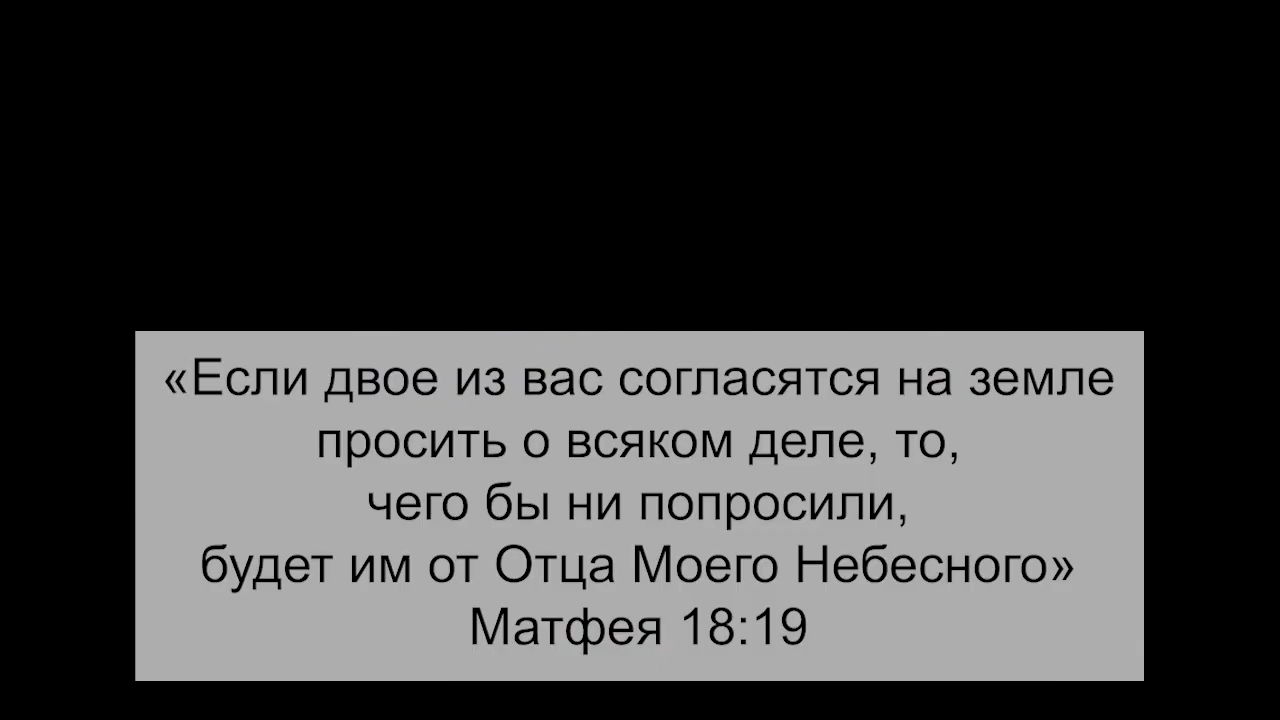 «Если двое из вас согласятся на земле
просить о всяком деле, то,
чего бы ни попросили,
будет им от Отца Моего Небесного»
Матфея 18:19